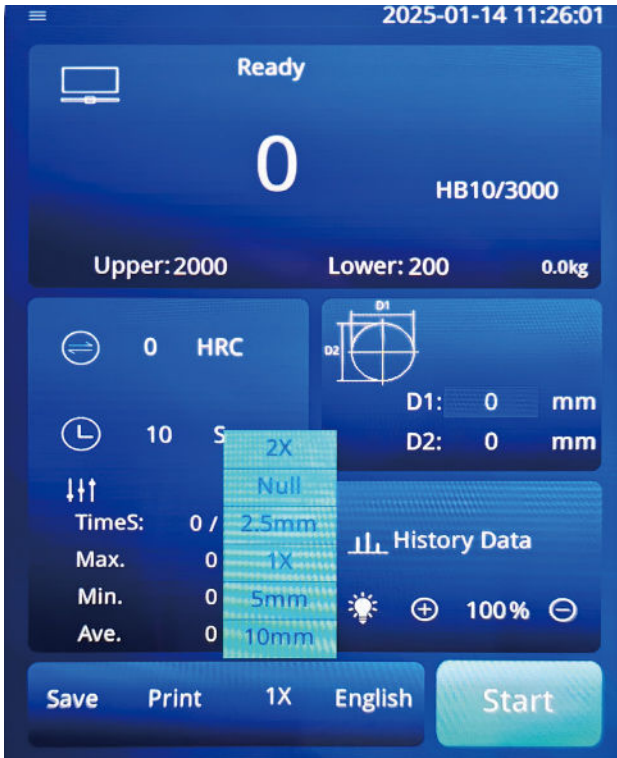 2025-01-14 11:26:01
Ready
0
HB10/3000
Upper: 2000 Lower: 200 0.0kg
0 HRC
10 S
TimeS: 0 /
Max. 0
Min. 0
Ave. 0
2X
Null
2.5mm
1X
5mm
10mm
D1
D2
D1: 0 mm
D2: 0 mm
History Data
100%
Save Print 1X English Start